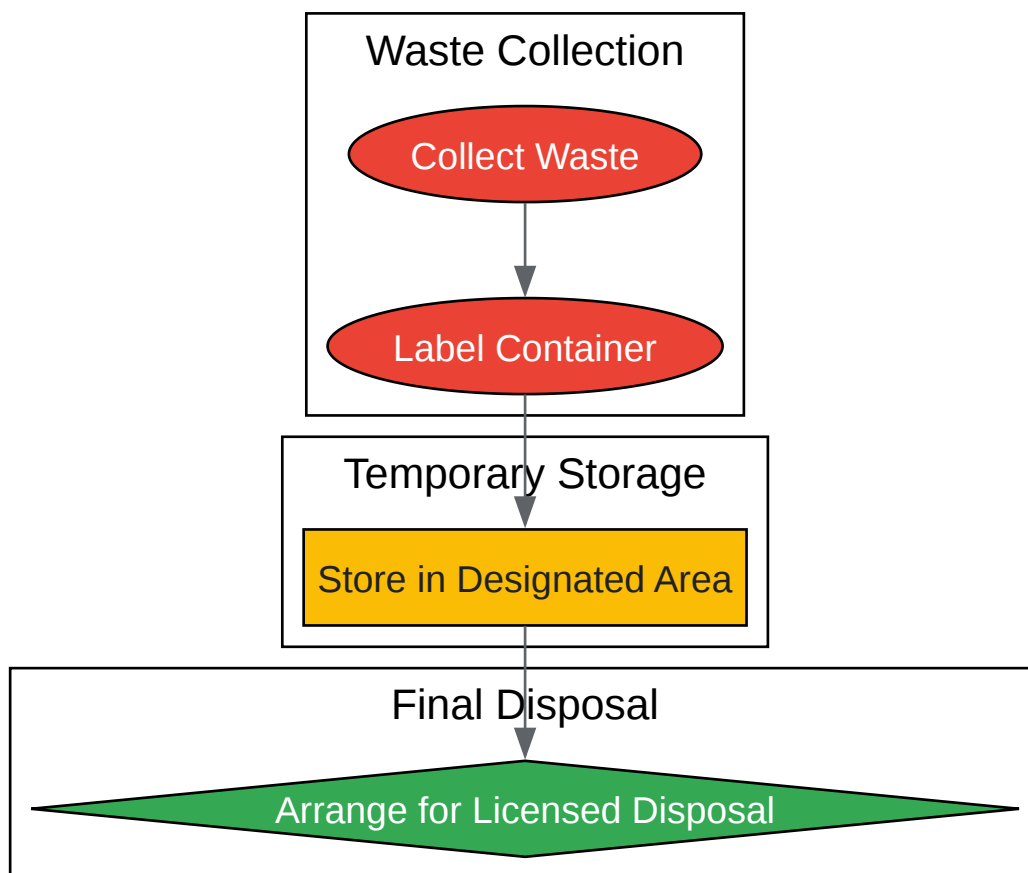 Waste Collection
Collect Waste
Label Container
Temporary Storage
Store in Designated Area
Final Disposal
Arrange for Licensed Disposal